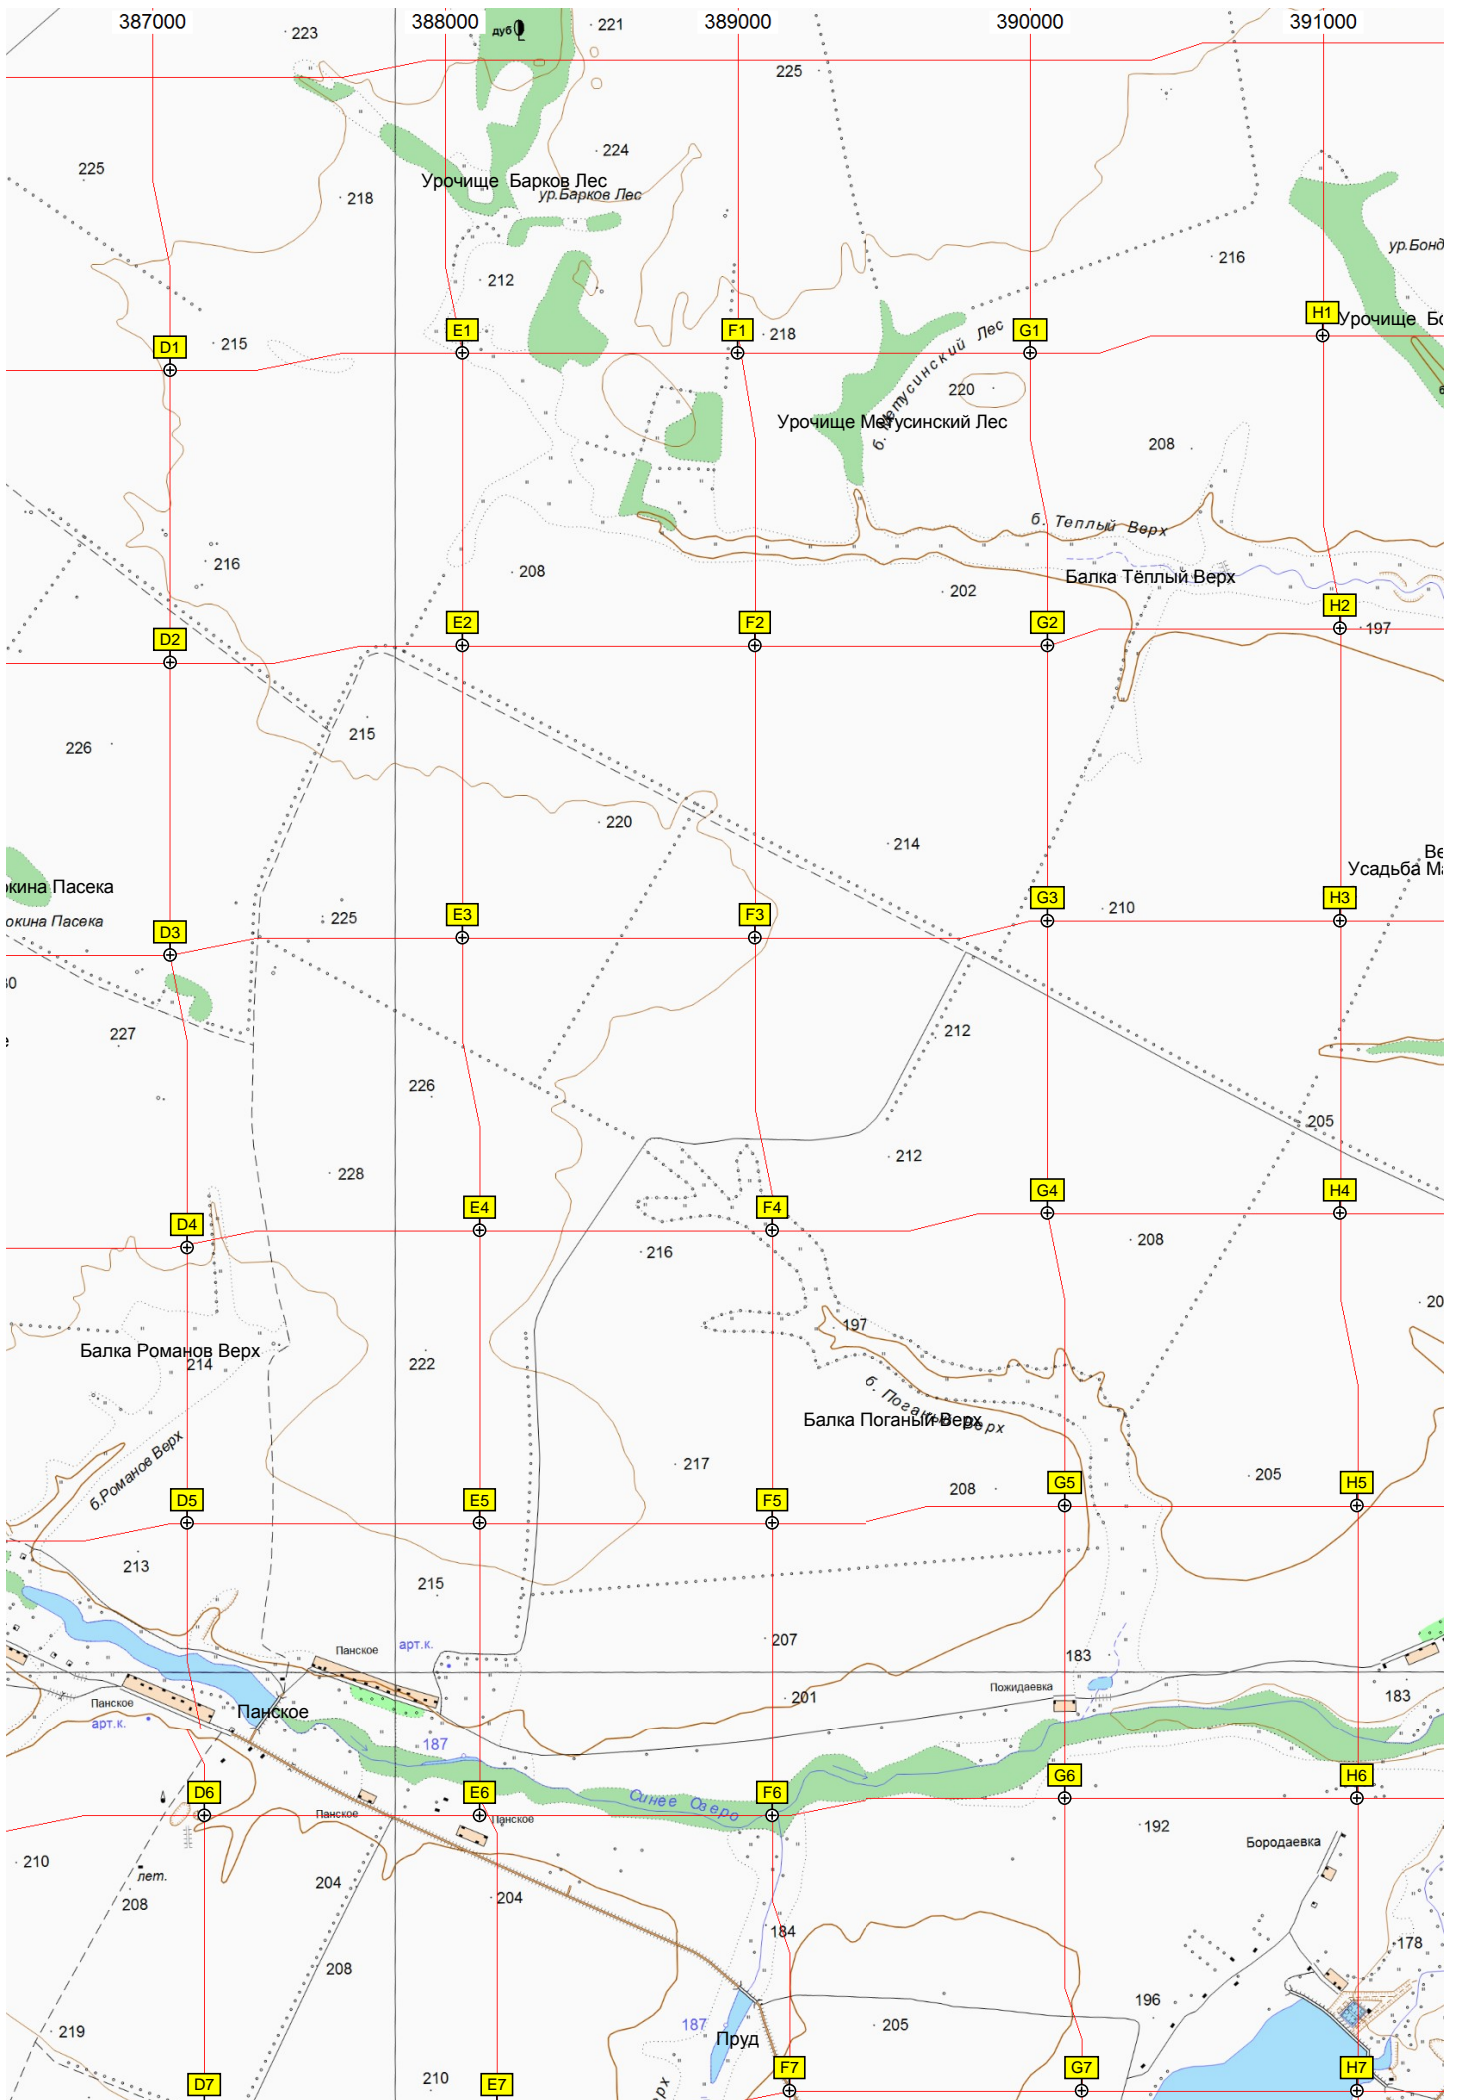 387000 388000 389000 390000 391000
223
дуб
221
225
224
225
218
Урочище Барков Лес
ур.Барков Лес
212
216
ур.Бонд
D1
215
E1
F1
218
G1
H1
Урочище Бо
б. Метусинский Лес
220
Урочище Метусинский Лес
208
б. Теплый Верх
216
208
202
Балка Тёплый Верх
D2
E2
F2
G2
H2
197
226
215
220
214
Ве
Усадьба Ма
окина Пасека
окина Пасека
225
D3
E3
F3
G3
210
H3
30
227
212
226
205
228
212
D4
E4
F4
G4
H4
216
208
20
197
Балка Романов Верх
214
222
б. Поганый Верх
Балка Поганый Верх
б.Романов Верх
217
205
208
D5
E5
F5
G5
H5
213
215
207
Панское
арт.к.
183
Панское
арт.к.
Панское
201
Пожидаевка
183
187
D6
E6
Синее Озеро
F6
G6
H6
Панское
Панское
192
Бородаевка
210
лет.
208
204
204
184
178
208
219
187
Пруд
205
196
D7
210
E7
рх
F7
G7
H7